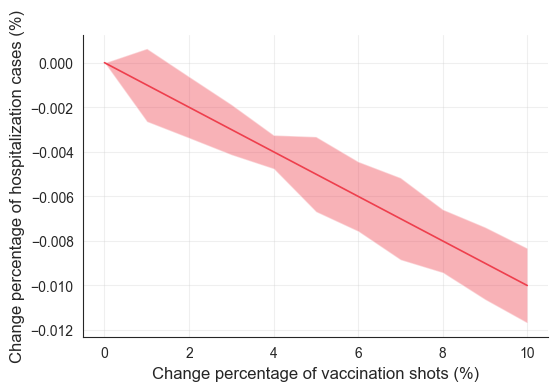 Change percentage of hospitalization cases (%)
0.000
−0.002
−0.004
−0.006
−0.008
−0.010
−0.012
0 2 4 6 8 10
Change percentage of vaccination shots (%)